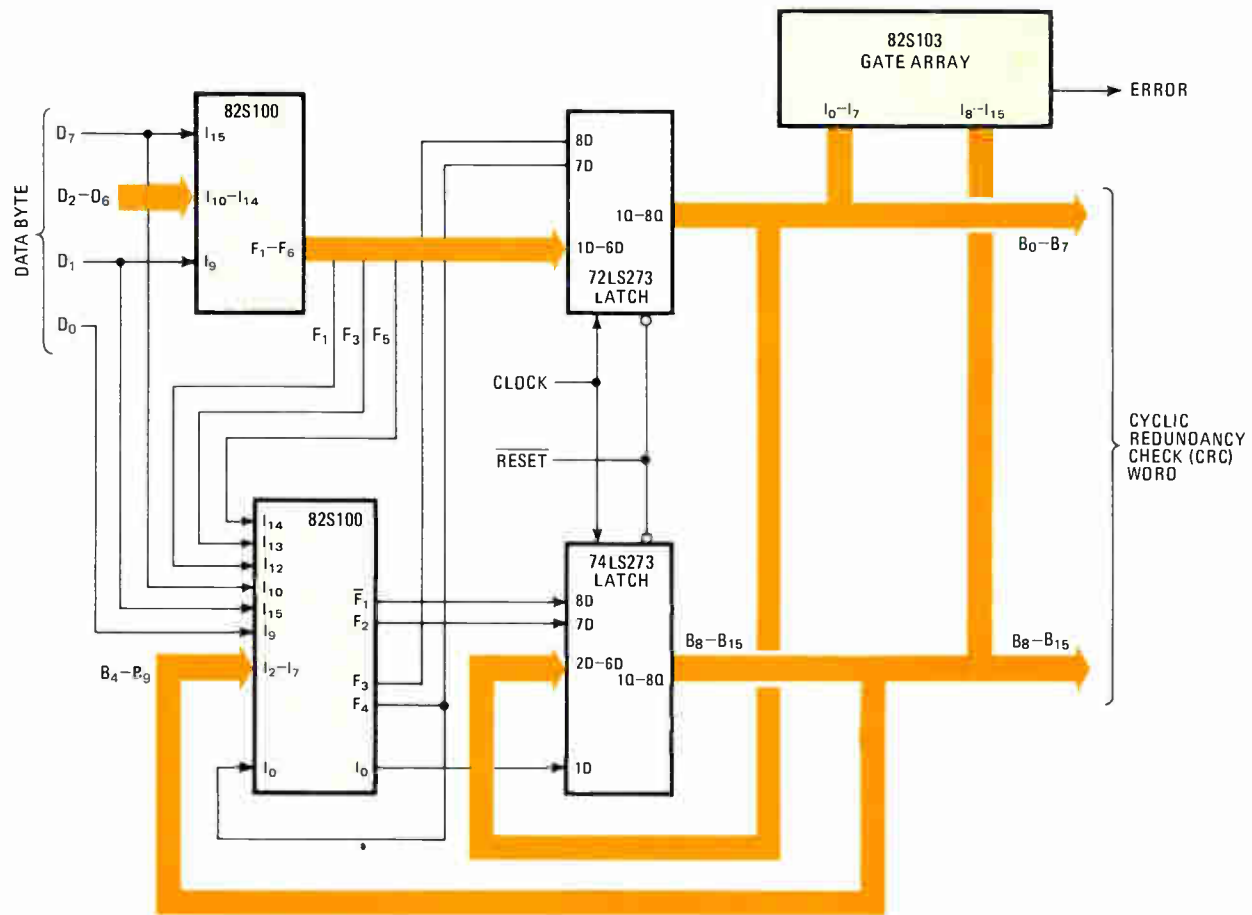 82S103
GATE ARRAY
I0-I7
I8-I15
ERROR
82S100
DATA BYTE
D7
I15
D2-O6
I10-I14
F1-F6
D1
I9
D0
8D
7D
1Q-8Q
1D-6D
72LS273
LATCH
B0-B7
F1
F3
F5
CLOCK
RESET
CYCLIC
REDUNDANCY
CHECK (CRC)
WORD
82S100
I14
I13
I12
I10
I15
I9
I2-I7
I0
F̅1
F2
F3
F4
I0
B4-B9
74LS273
LATCH
8D
7D
2D-6D
1Q-8Q
1D
B8-B15
B8-B15